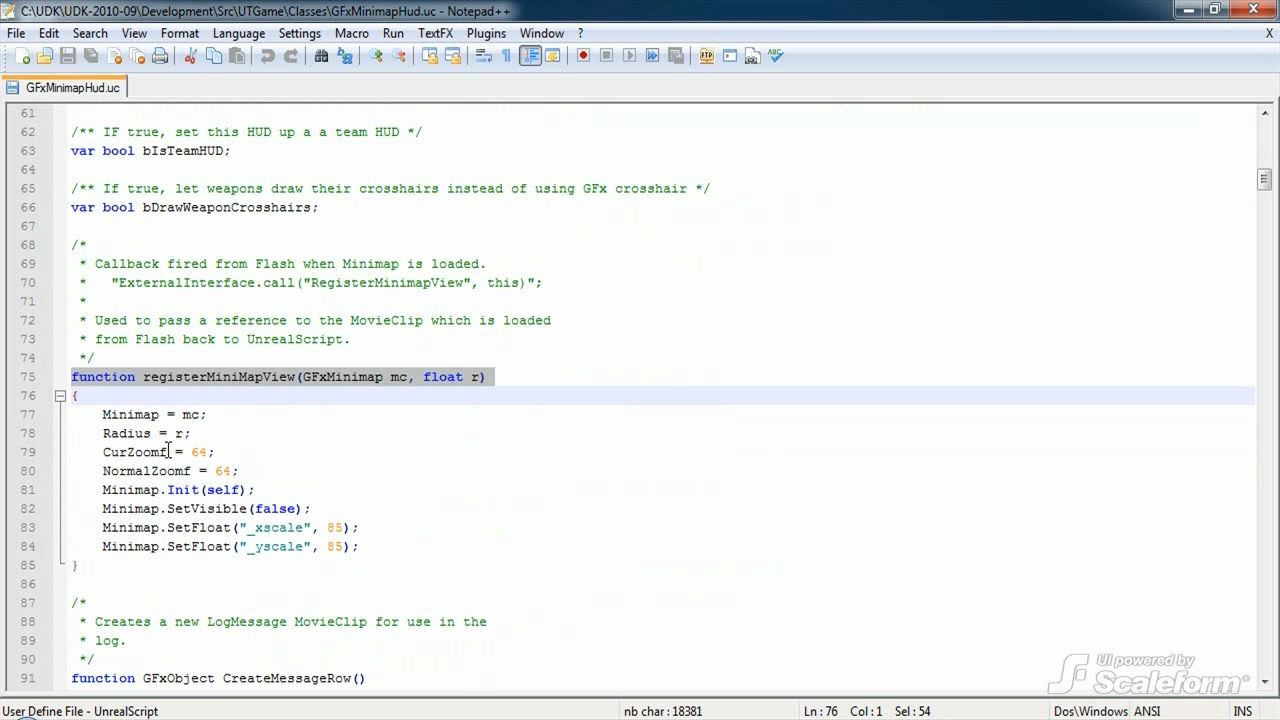 C:\UDK\UDK-2010-09\Development\Src\UTGame\Classes\GFxMinimapHud.uc - Notepad++
File Edit Search View Format Language Settings Macro Run TextFX Plugins Window ? X
GFxMinimapHud.uc
61
62 /** IF true, set this HUD up a a team HUD */
63 var bool bIsTeamHUD;
64
65 /** If true, let weapons draw their crosshairs instead of using GFx crosshair */
66 var bool bDrawWeaponCrosshairs;
67
68 /*
69 * Callback fired from Flash when Minimap is loaded.
70 *   "ExternalInterface.call("RegisterMinimapView", this)";
71 *
72 * Used to pass a reference to the MovieClip which is loaded
73 * from Flash back to UnrealScript.
74 */
75 function registerMiniMapView(GFxMinimap mc, float r)
76 {
77 Minimap = mc;
78 Radius = r;
79 CurZoomf = 64;
80 NormalZoomf = 64;
81 Minimap.Init(self);
82 Minimap.SetVisible(false);
83 Minimap.SetFloat("_xscale", 85);
84 Minimap.SetFloat("_yscale", 85);
85 }
86
87 /*
88 * Creates a new LogMessage MovieClip for use in the
89 * log.
90 */
91 function GFxObject CreateMessageRow()
UI powered by
Scaleform
User Define File - UnrealScript nb char : 18381 Ln : 76 Col : 1 Sel : 54 Dos\Windows ANSI INS